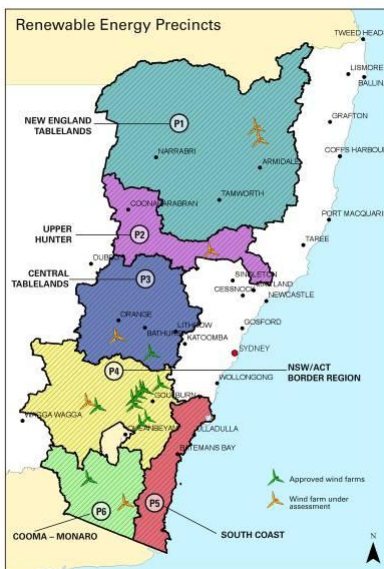 Renewable Energy Precincts
TWEED HEAD
LISMORE
BALLIN
NEW ENGLAND
TABLELANDS
P1
GRAFTON
NARRABRI
ARMIDALE
COFFS HARBOUR
TAMWORTH
COONABARABRAN
PORT MACQUARI
UPPER
HUNTER
P2
TAREE
DUBBO
CENTRAL
TABLELANDS
P3
SINGLETON
MAITLAND
CESSNOCK
NEWCASTLE
ORANGE
LITHGOW
BATHURST
GOSFORD
KATOOMBA
SYDNEY
P4
NSW/ACT
BORDER REGION
WOLLONGONG
GOULBURN
WAGGA WAGGA
QUEANBEYAN
ULLADULLA
BATEMANS BAY
Approved wind farms
Wind farm under
assessment
P5
P6
COOMA – MONARO
SOUTH COAST
N